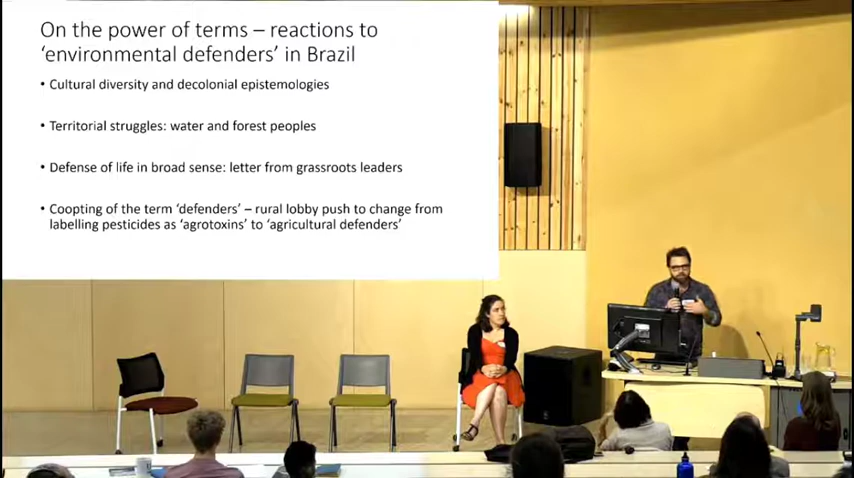 On the power of terms – reactions to
‘environmental defenders’ in Brazil
• Cultural diversity and decolonial epistemologies
• Territorial struggles: water and forest peoples
• Defense of life in broad sense: letter from grassroots leaders
• Coopting of the term ‘defenders’ – rural lobby push to change from
labelling pesticides as ‘agrotoxins’ to ‘agricultural defenders’